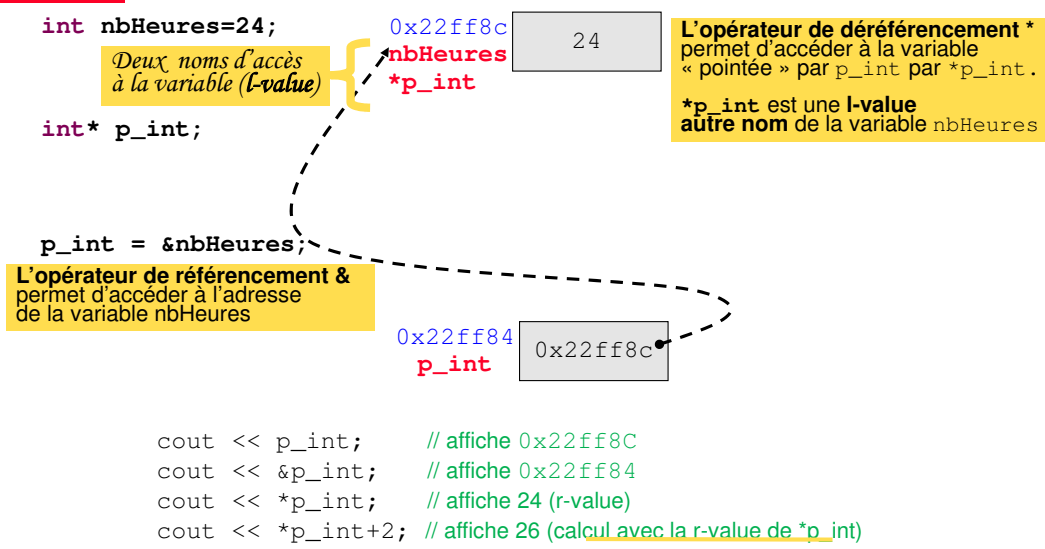 int nbHeures=24;
Deux noms d'accès
à la variable (l-value)
0x22ff8c
nbHeures
*p_int
24
L'opérateur de déréférencement *
permet d'accéder à la variable
« pointée » par p_int par *p_int.
*p_int est une l-value
autre nom de la variable nbHeures
int* p_int;
p_int = &nbHeures;
L'opérateur de référencement &
permet d'accéder à l'adresse
de la variable nbHeures
0x22ff84
p_int
0x22ff8c
cout << p_int; // affiche 0x22ff8C
cout << &p_int; // affiche 0x22ff84
cout << *p_int; // affiche 24 (r-value)
cout << *p_int+2; // affiche 26 (calcul avec la r-value de *p_int)